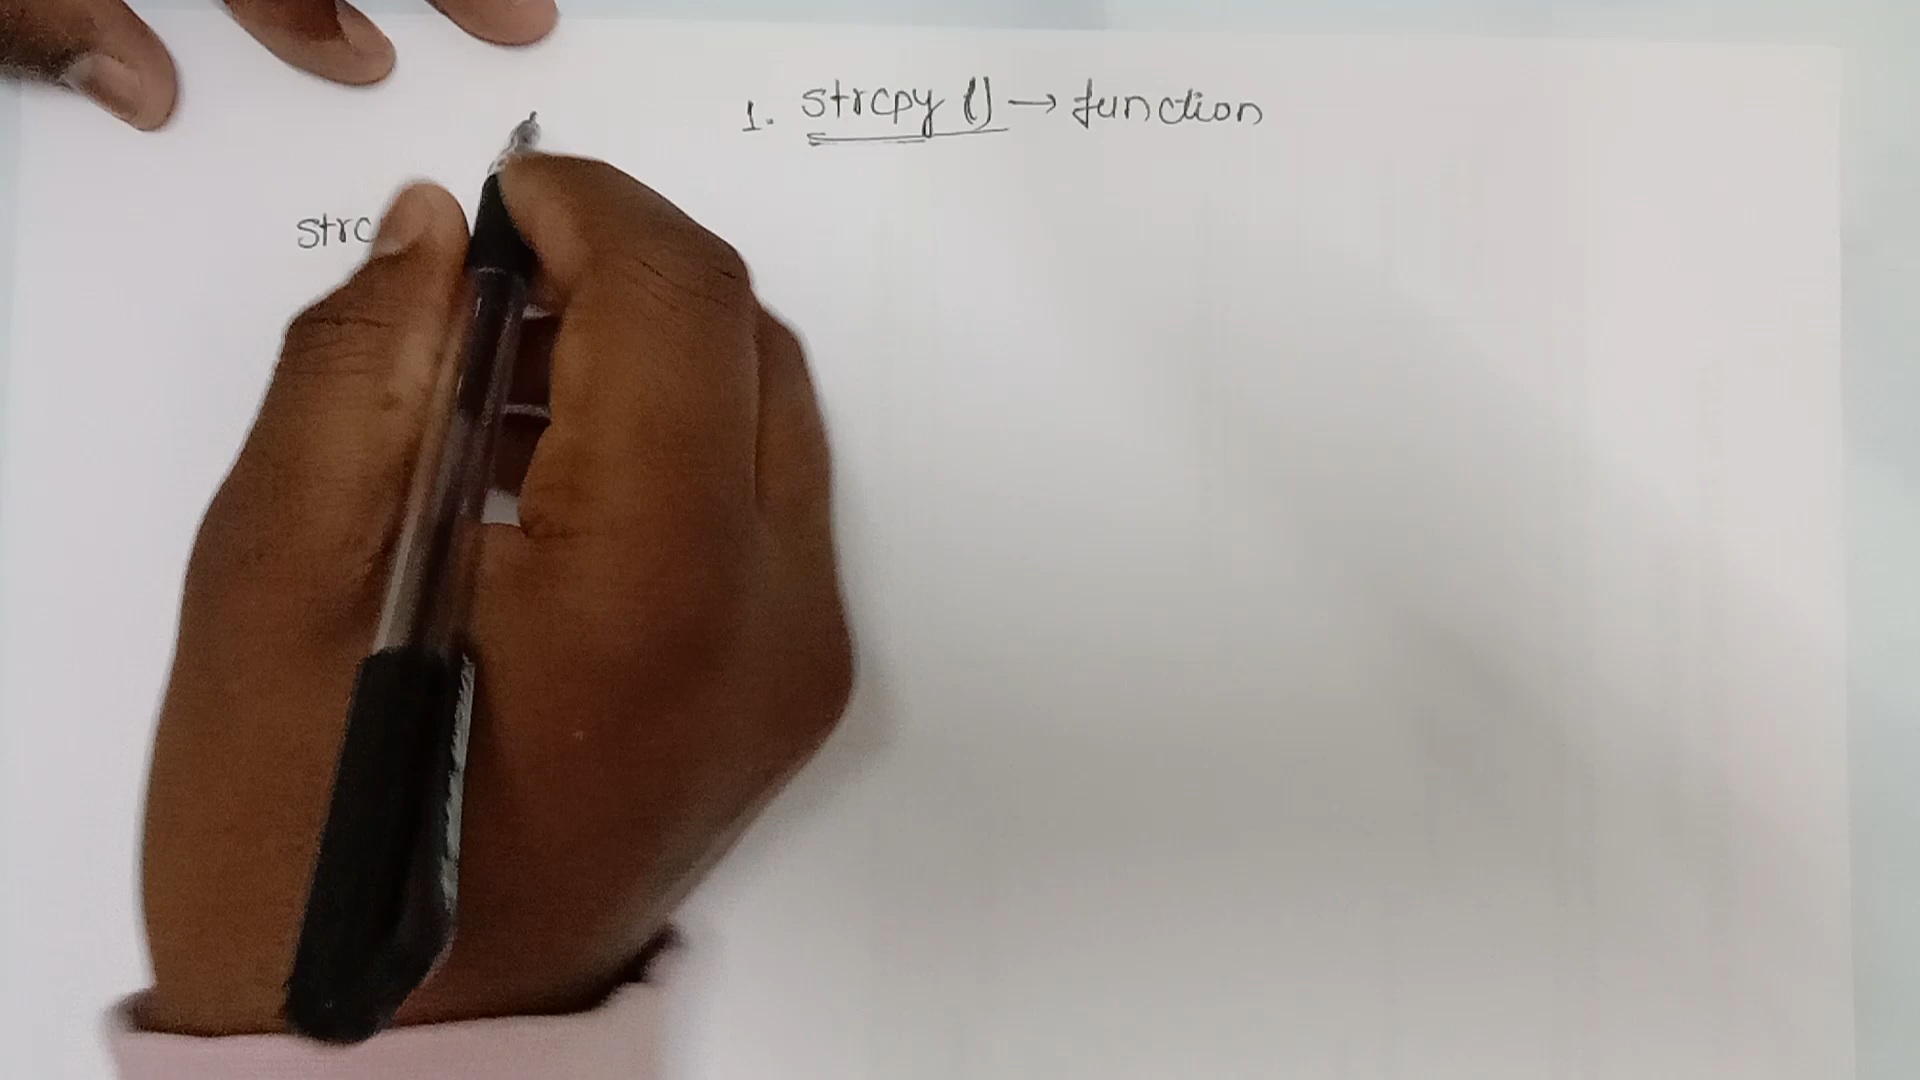 1. strcpy () → function
strc